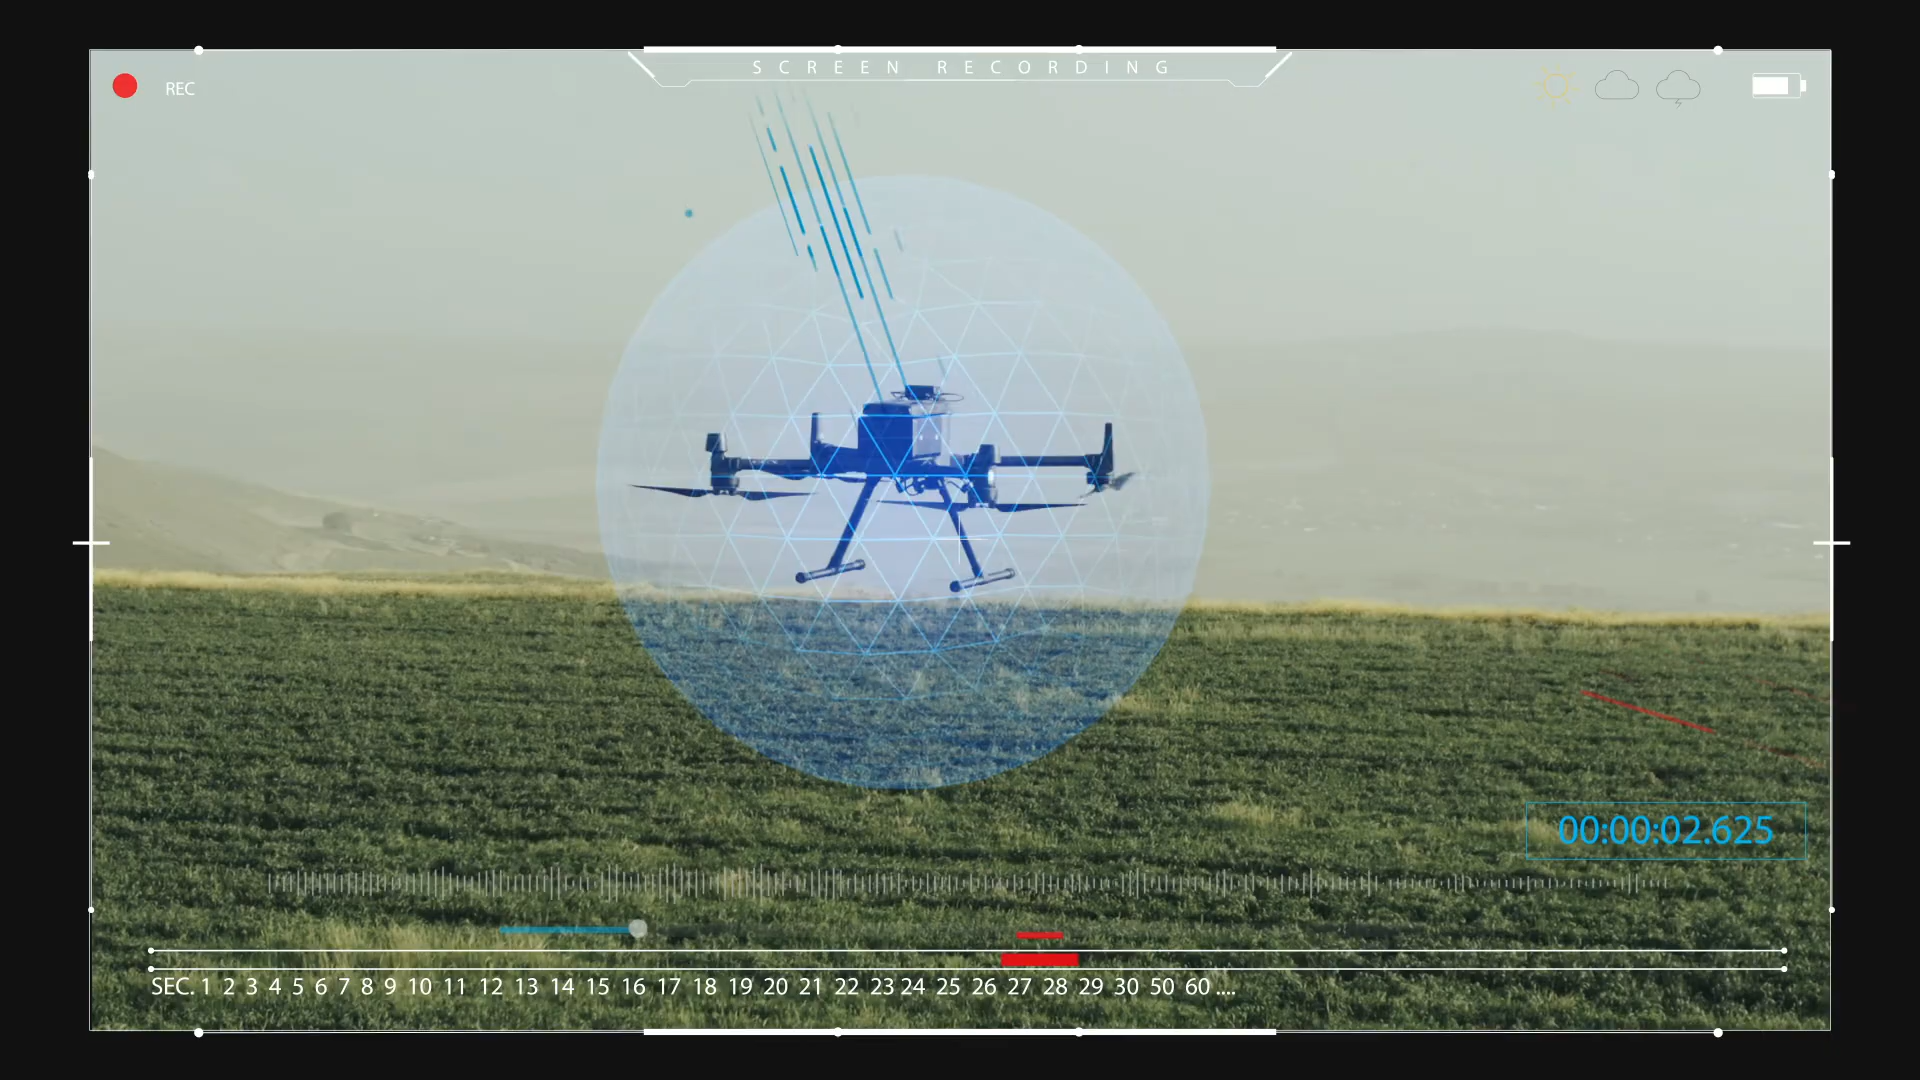 SCREEN RECORDING
REC
00:00:02.625
SEC. 1 2 3 4 5 6 7 8 9 10 11 12 13 14 15 16 17 18 19 20 21 22 23 24 25 26 27 28 29 30 50 60 ....